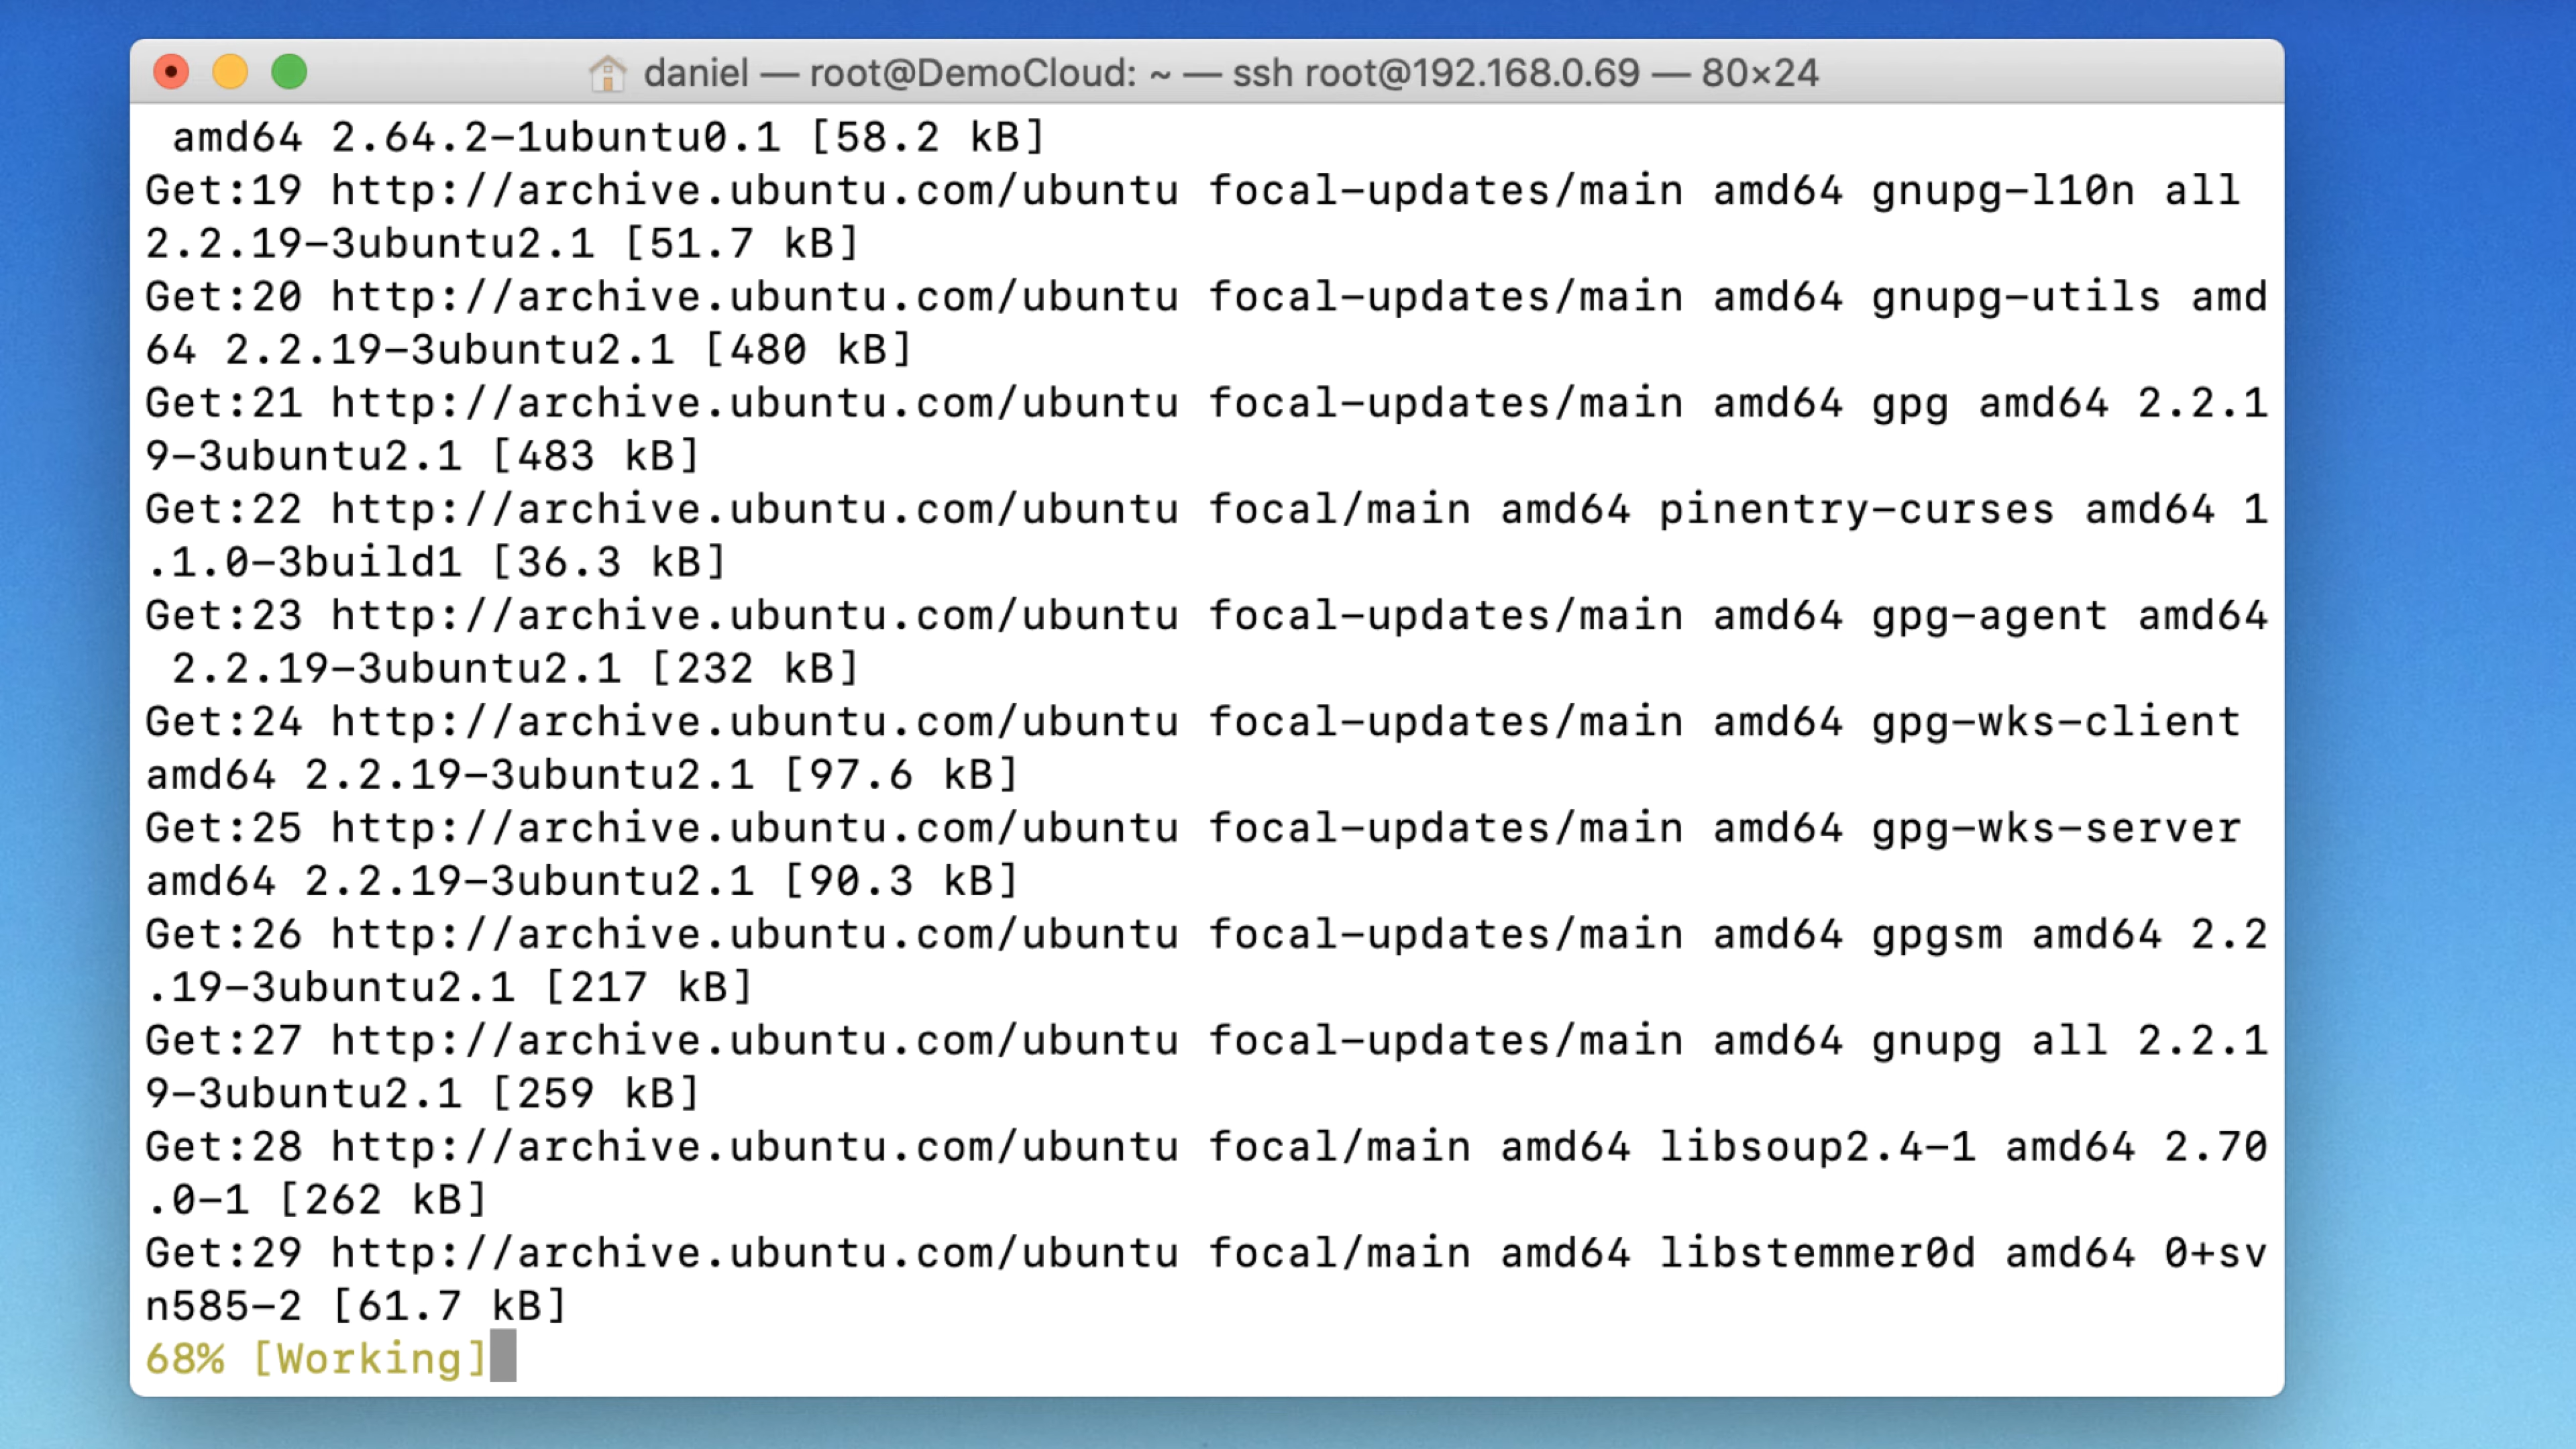 daniel — root@DemoCloud: ~ — ssh root@192.168.0.69 — 80×24
 amd64 2.64.2-1ubuntu0.1 [58.2 kB]
Get:19 http://archive.ubuntu.com/ubuntu focal-updates/main amd64 gnupg-l10n all
2.2.19-3ubuntu2.1 [51.7 kB]
Get:20 http://archive.ubuntu.com/ubuntu focal-updates/main amd64 gnupg-utils amd
64 2.2.19-3ubuntu2.1 [480 kB]
Get:21 http://archive.ubuntu.com/ubuntu focal-updates/main amd64 gpg amd64 2.2.1
9-3ubuntu2.1 [483 kB]
Get:22 http://archive.ubuntu.com/ubuntu focal/main amd64 pinentry-curses amd64 1
.1.0-3build1 [36.3 kB]
Get:23 http://archive.ubuntu.com/ubuntu focal-updates/main amd64 gpg-agent amd64
 2.2.19-3ubuntu2.1 [232 kB]
Get:24 http://archive.ubuntu.com/ubuntu focal-updates/main amd64 gpg-wks-client
amd64 2.2.19-3ubuntu2.1 [97.6 kB]
Get:25 http://archive.ubuntu.com/ubuntu focal-updates/main amd64 gpg-wks-server
amd64 2.2.19-3ubuntu2.1 [90.3 kB]
Get:26 http://archive.ubuntu.com/ubuntu focal-updates/main amd64 gpgsm amd64 2.2
.19-3ubuntu2.1 [217 kB]
Get:27 http://archive.ubuntu.com/ubuntu focal-updates/main amd64 gnupg all 2.2.1
9-3ubuntu2.1 [259 kB]
Get:28 http://archive.ubuntu.com/ubuntu focal/main amd64 libsoup2.4-1 amd64 2.70
.0-1 [262 kB]
Get:29 http://archive.ubuntu.com/ubuntu focal/main amd64 libstemmer0d amd64 0+sv
n585-2 [61.7 kB]
68% [Working]